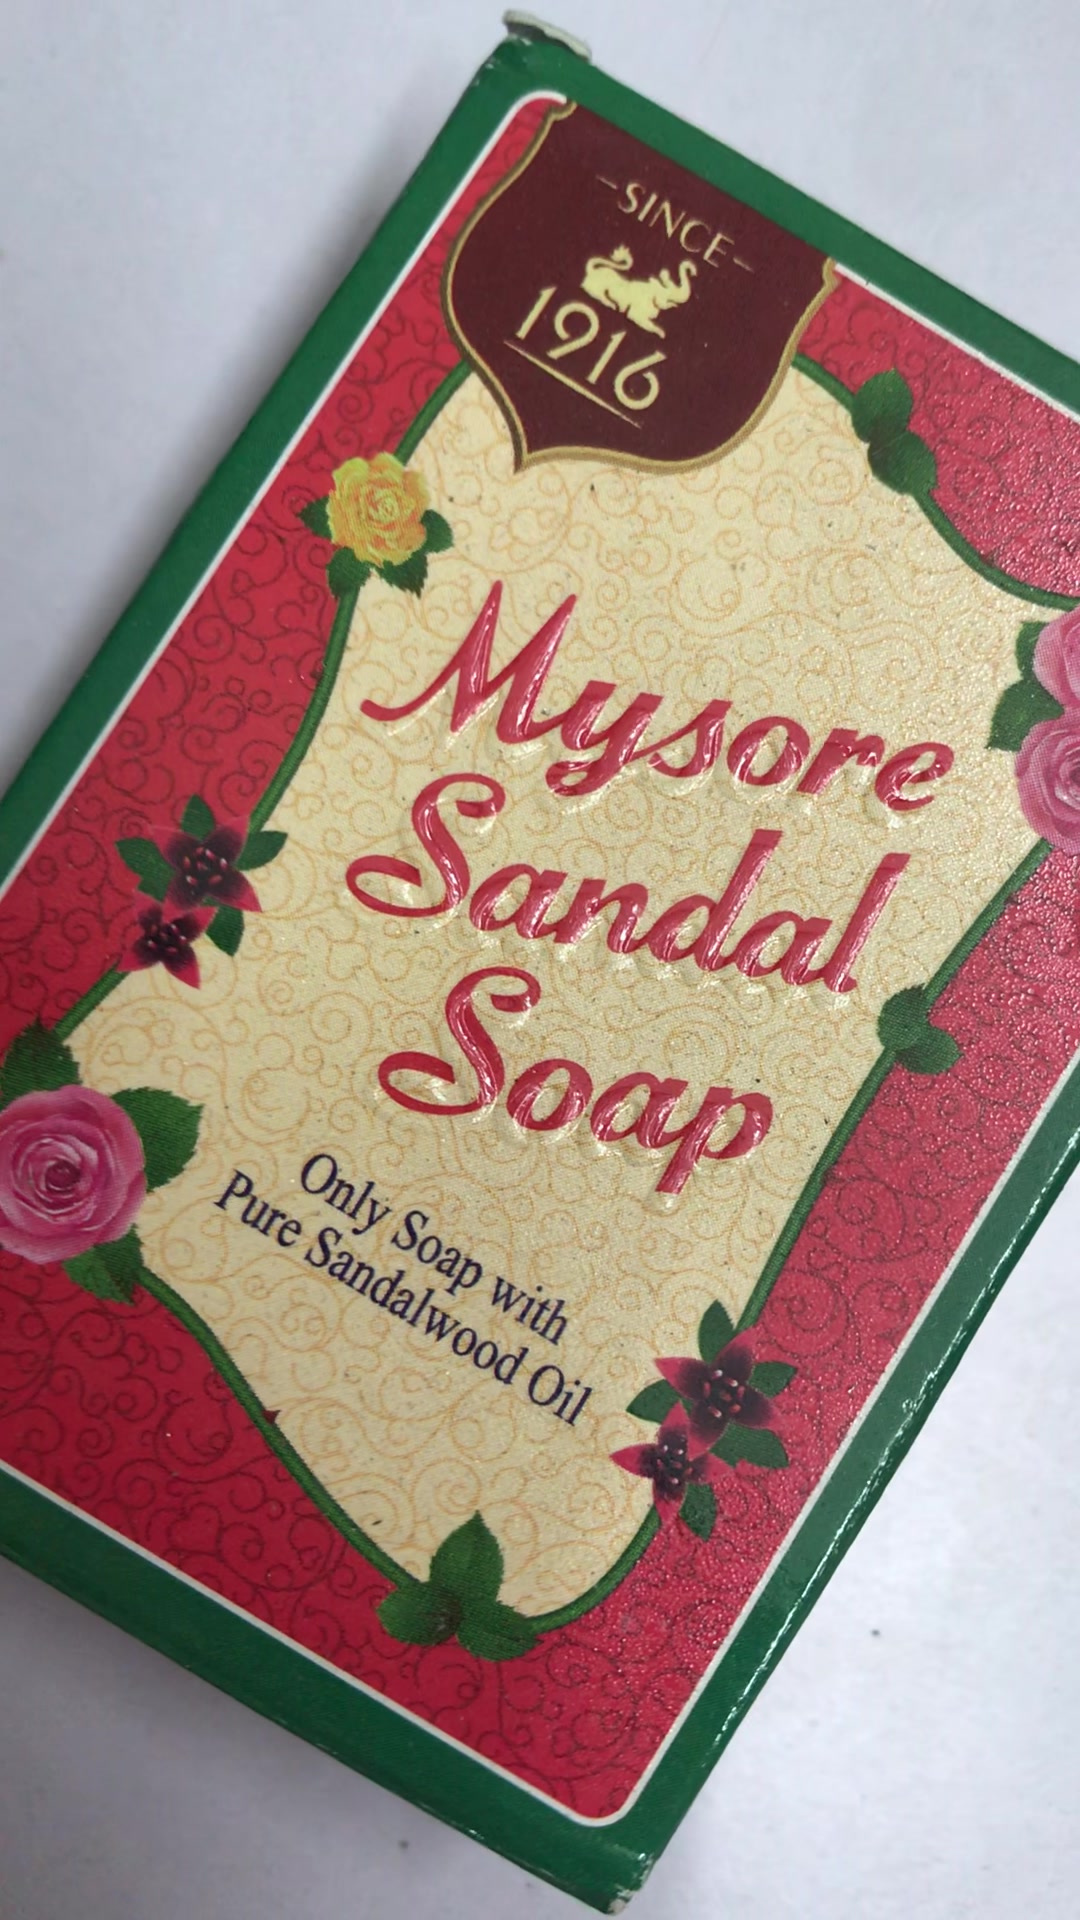 -SINCE-
1916
Mysore
Sandal
Soap
Only Soap with
Pure Sandalwood Oil